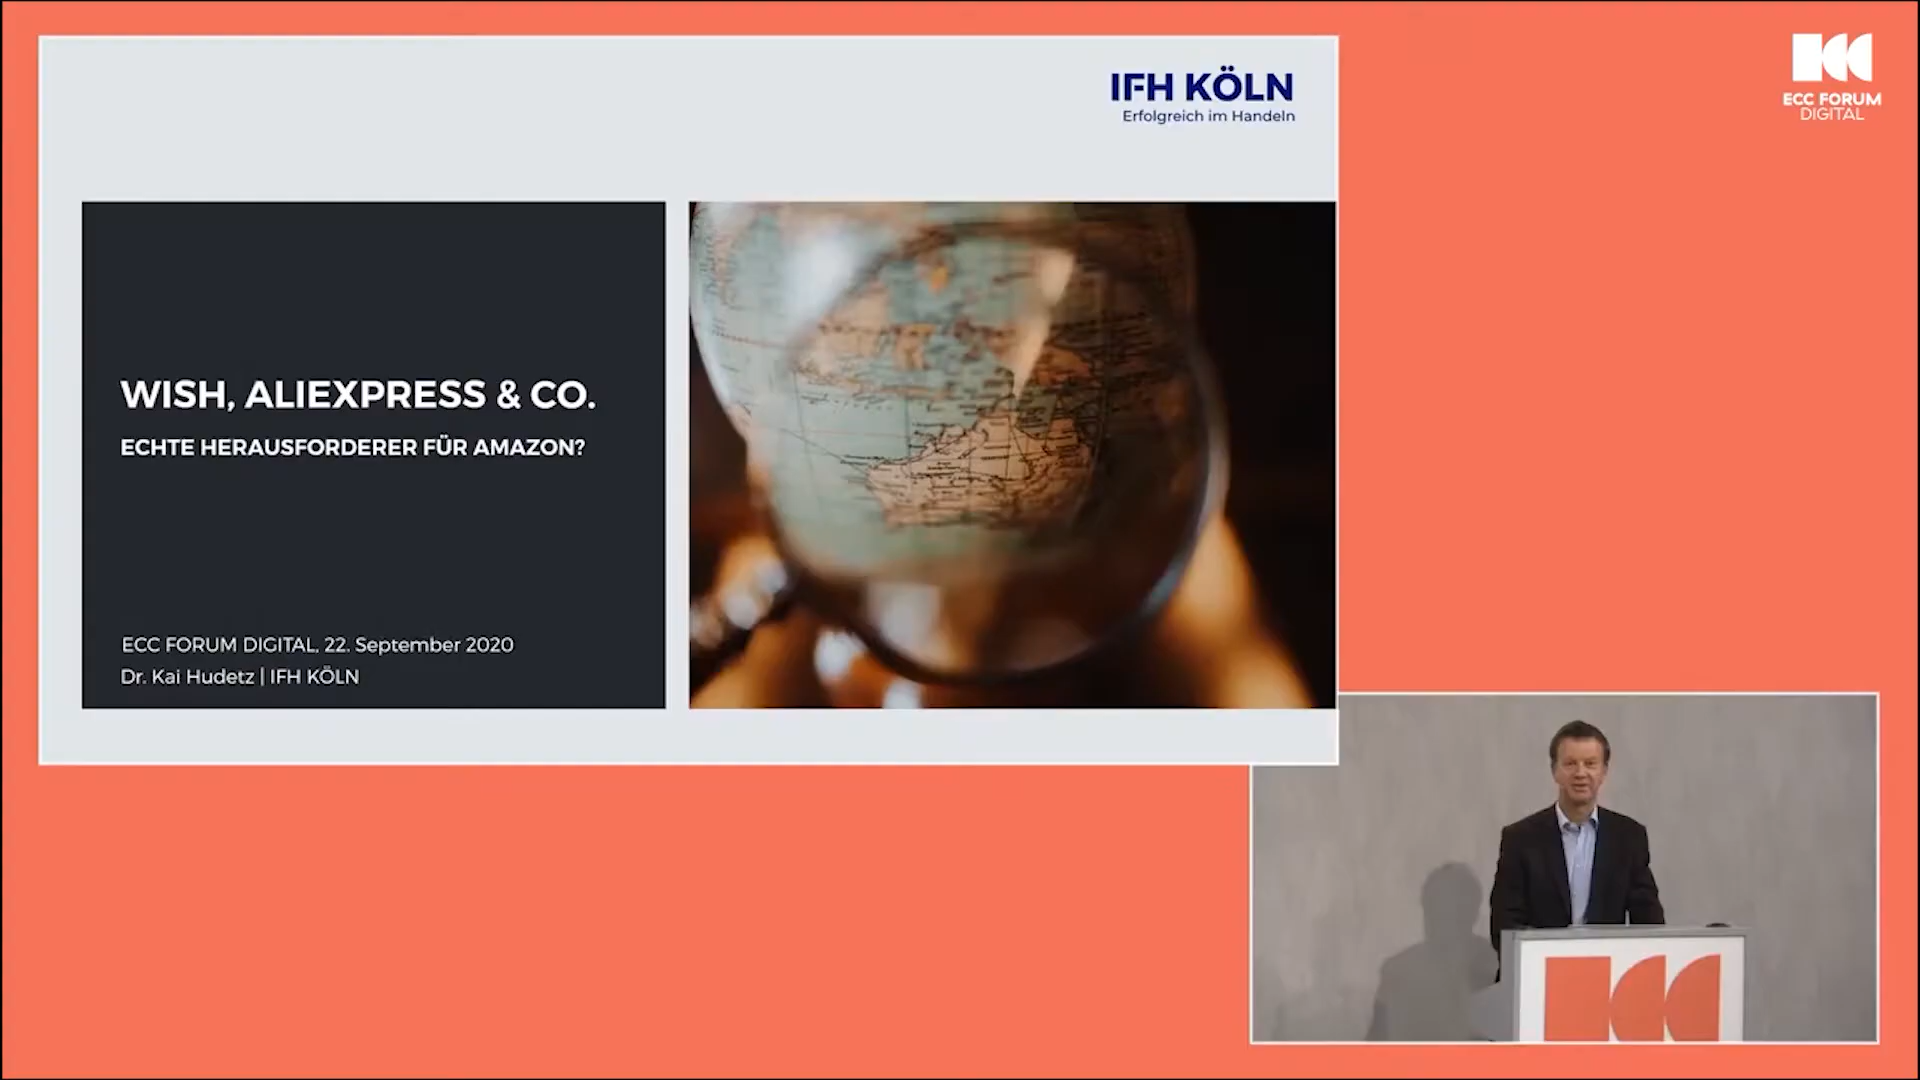 IFH KÖLN
Erfolgreich im Handeln
ECC FORUM
DIGITAL
WISH, ALIEXPRESS & CO.
ECHTE HERAUSFORDERER FÜR AMAZON?
ECC FORUM DIGITAL, 22. September 2020
Dr. Kai Hudetz | IFH KÖLN